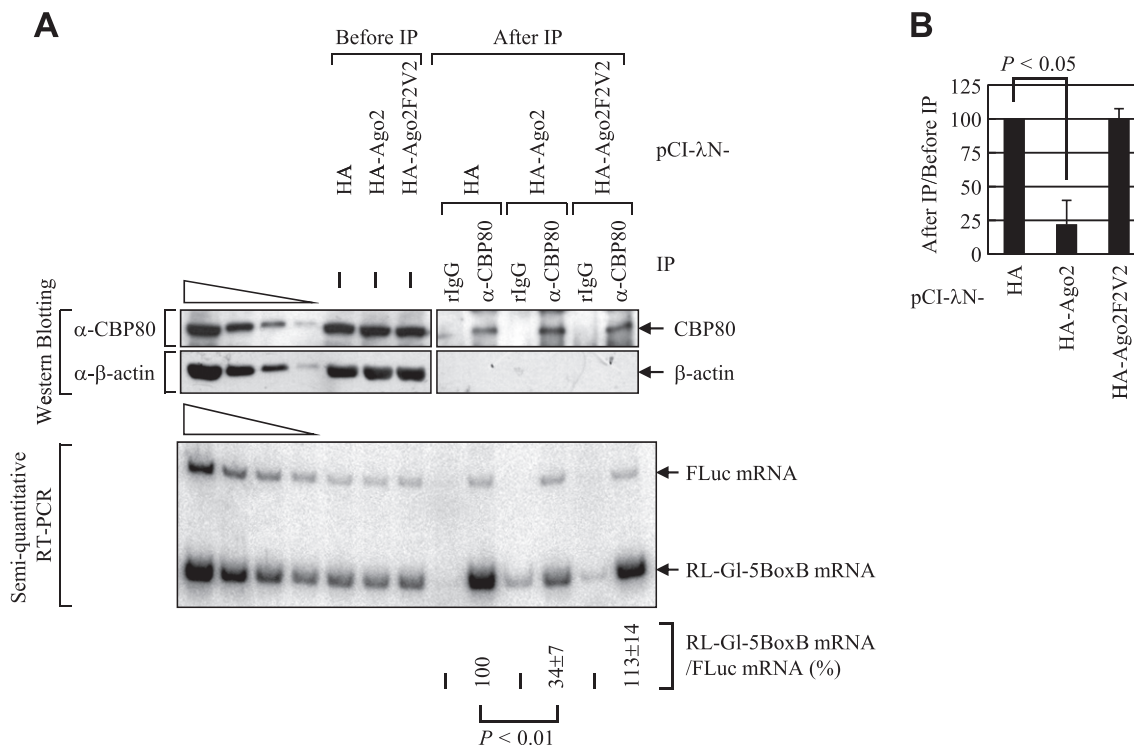 A
Before IP
After IP
HA
HA-Ago2
HA-Ago2F2V2
HA
HA-Ago2
HA-Ago2F2V2
pCI-λN-
rIgG
α-CBP80
rIgG
α-CBP80
rIgG
α-CBP80
IP
Western Blotting
α-CBP80
CBP80
α-β-actin
β-actin
Semi-quantitative
RT-PCR
FLuc mRNA
RL-Gl-5BoxB mRNA
100
34±7
113±14
RL-Gl-5BoxB mRNA
/FLuc mRNA (%)
P < 0.01
B
P < 0.05
After IP/Before IP
125
100
75
50
25
0
pCI-λN-
HA
HA-Ago2
HA-Ago2F2V2